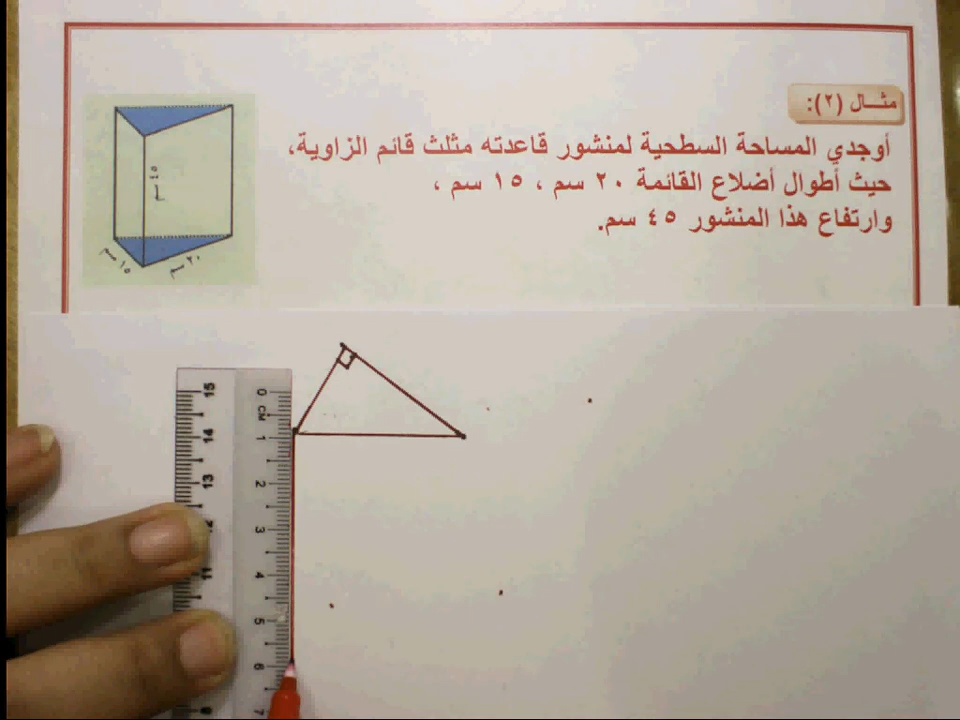 مثـــال (٢):
أوجدي المساحة السطحية لمنشور قاعدته مثلث قائم الزاوية،
حيث أطوال أضلاع القائمة ٢٠ سم ، ١٥ سم ،
وارتفاع هذا المنشور ٤٥ سم.
٤٥ سم
١٥ سم
٢٠ سم
0 CM 1 2 3 4 5 6 7
15 14 13 12 11